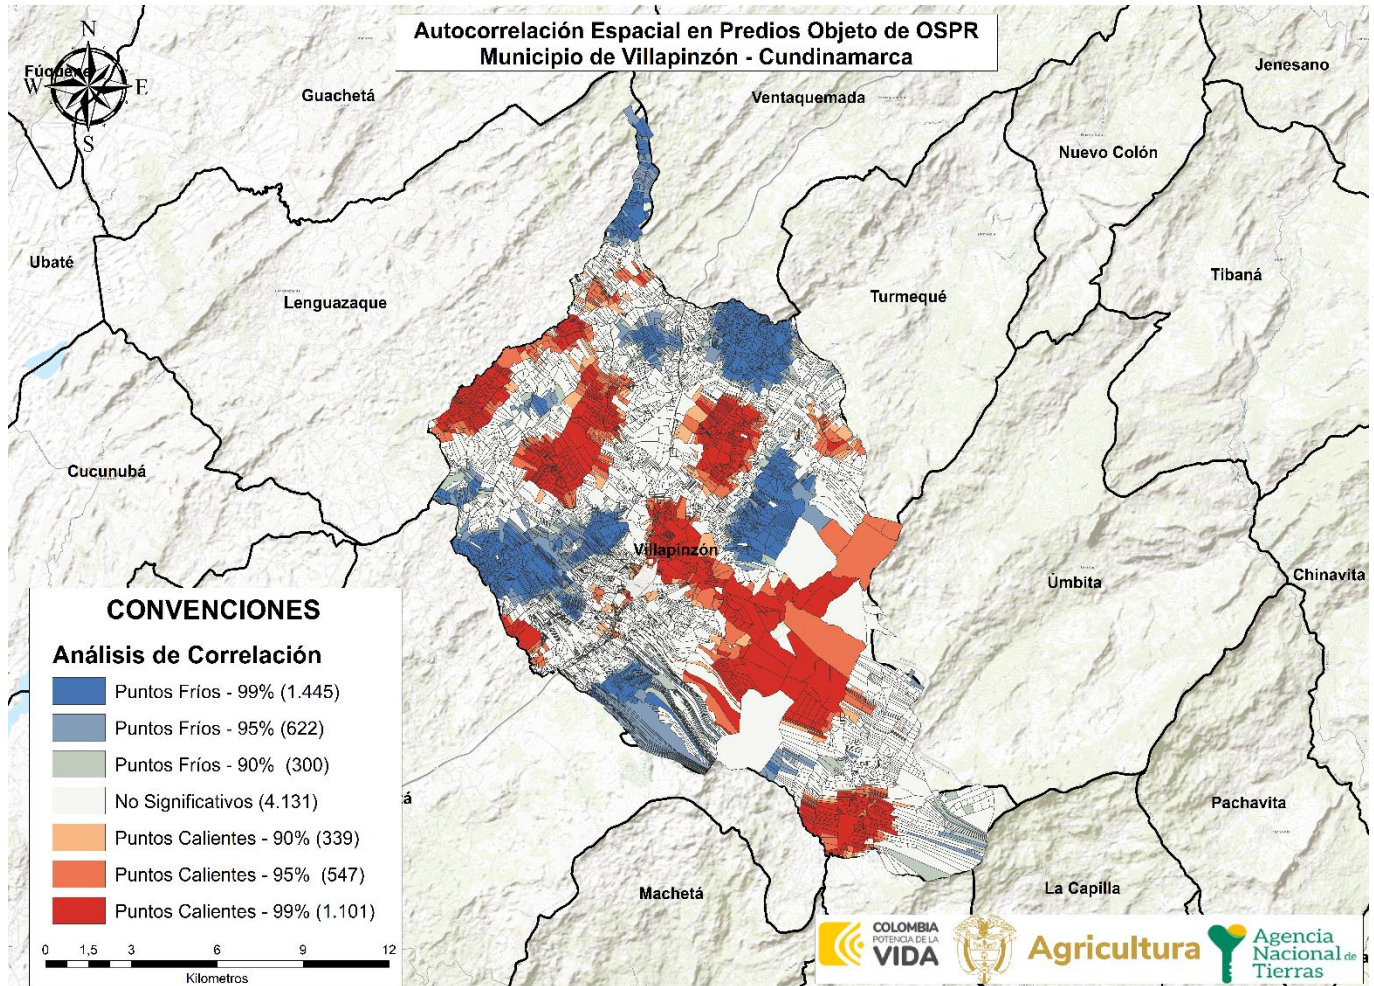 Autocorrelación Espacial en Predios Objeto de OSPR
Municipio de Villapinzón - Cundinamarca
N
W
E
S
Fúquene
Guachetá
Ventaquemada
Jenesano
Nuevo Colón
Ubaté
Lenguazaque
Turmequé
Tibaná
Cucunubá
Villapinzón
Úmbita
Chinavita
Pachavita
tá
Machetá
La Capilla
CONVENCIONES
Análisis de Correlación
Puntos Fríos - 99% (1.445)
Puntos Fríos - 95% (622)
Puntos Fríos - 90% (300)
No Significativos (4.131)
Puntos Calientes - 90% (339)
Puntos Calientes - 95% (547)
Puntos Calientes - 99% (1.101)
0 1,5 3 6 9 12
Kilometros
COLOMBIA
POTENCIA DE LA
VIDA
Agricultura
Agencia
Nacional de
Tierras
a